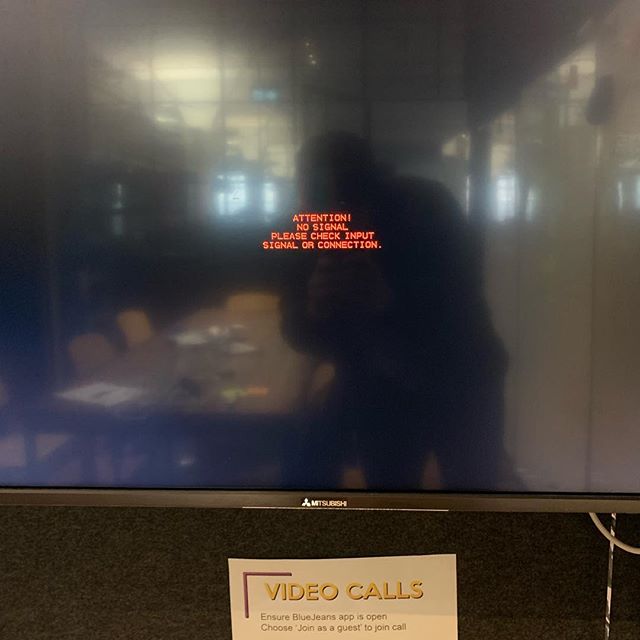 ATTENTION!
NO SIGNAL
PLEASE CHECK INPUT
SIGNAL OR CONNECTION.
MITSUBISHI
VIDEO CALLS
Ensure BlueJeans app is open
Choose 'Join as a guest' to join call